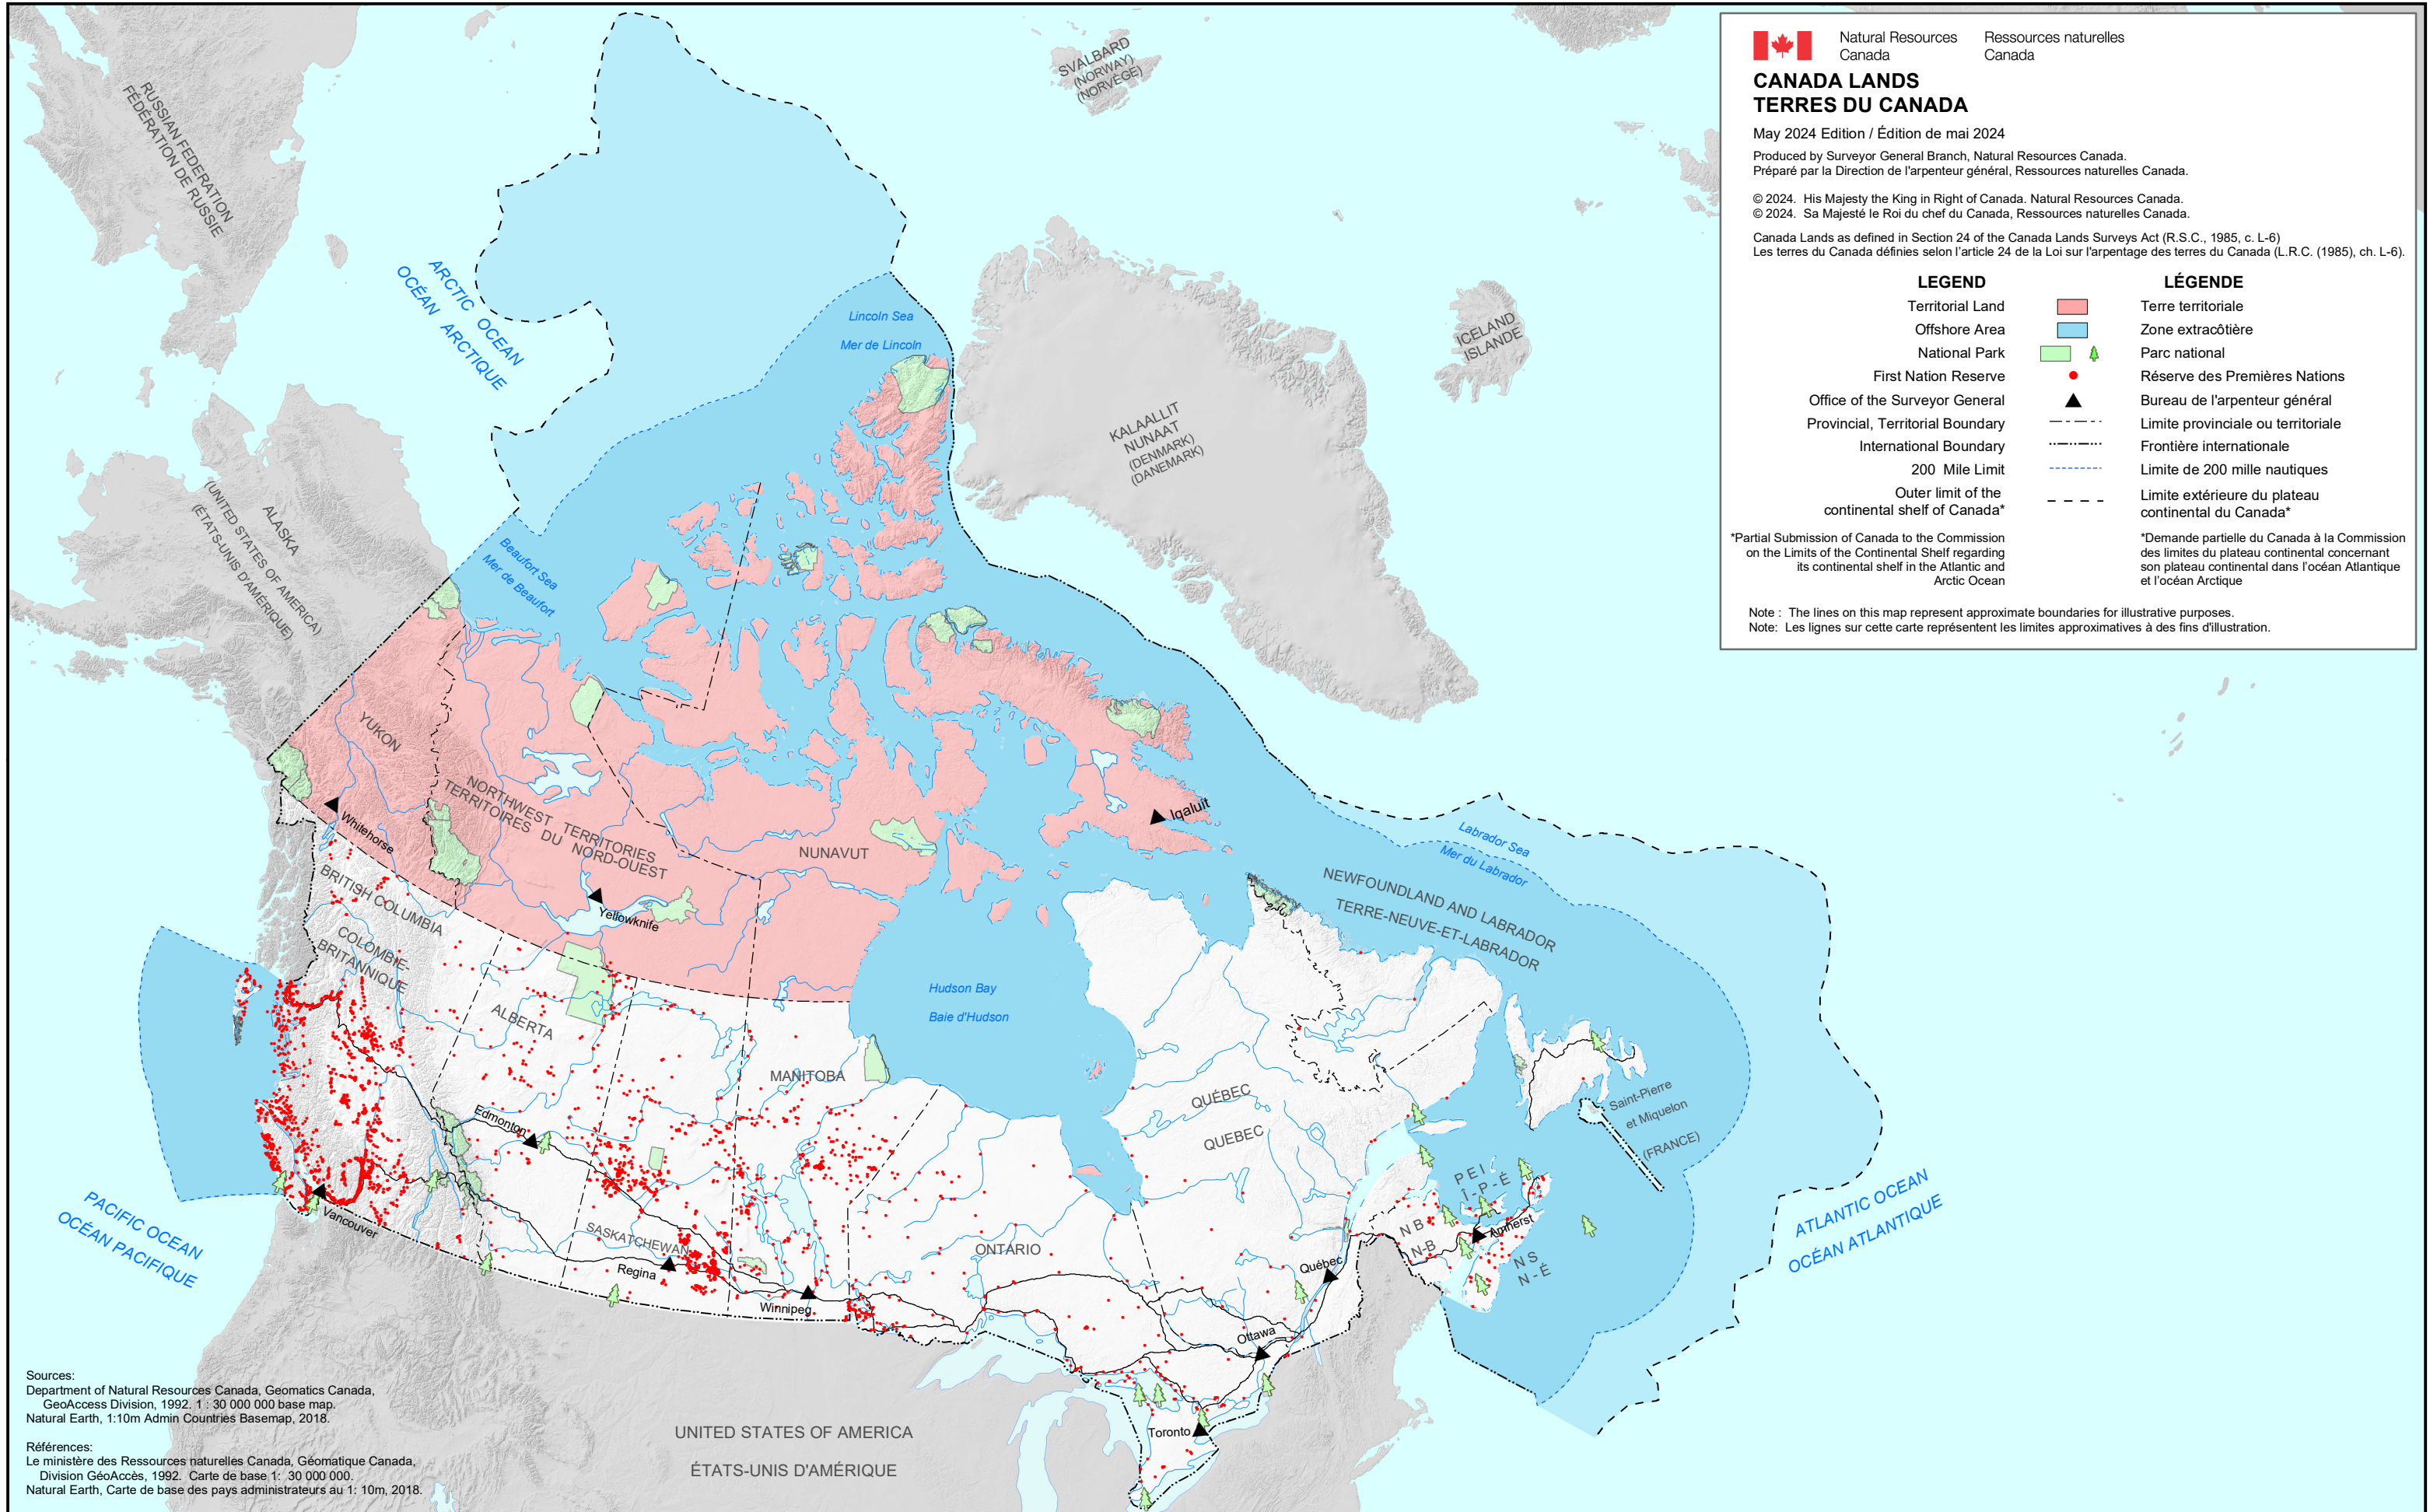 Natural Resources
Canada
Ressources naturelles
Canada
CANADA LANDS
TERRES DU CANADA
May 2024 Edition / Édition de mai 2024
Produced by Surveyor General Branch, Natural Resources Canada.
Préparé par la Direction de l'arpenteur général, Ressources naturelles Canada.
© 2024. His Majesty the King in Right of Canada. Natural Resources Canada.
© 2024. Sa Majesté le Roi du chef du Canada, Ressources naturelles Canada.
Canada Lands as defined in Section 24 of the Canada Lands Surveys Act (R.S.C., 1985, c. L-6)
Les terres du Canada définies selon l'article 24 de la Loi sur l'arpentage des terres du Canada (L.R.C. (1985), ch. L-6).
LEGEND
LÉGENDE
Territorial Land
Terre territoriale
Offshore Area
Zone extracôtière
National Park
Parc national
First Nation Reserve
Réserve des Premières Nations
Office of the Surveyor General
Bureau de l'arpenteur général
Provincial, Territorial Boundary
Limite provinciale ou territoriale
International Boundary
Frontière internationale
200 Mile Limit
Limite de 200 mille nautiques
Outer limit of the
continental shelf of Canada*
Limite extérieure du plateau
continental du Canada*
*Partial Submission of Canada to the Commission
on the Limits of the Continental Shelf regarding
its continental shelf in the Atlantic and
Arctic Ocean
*Demande partielle du Canada à la Commission
des limites du plateau continental concernant
son plateau continental dans l'océan Atlantique
et l'océan Arctique
Note : The lines on this map represent approximate boundaries for illustrative purposes.
Note: Les lignes sur cette carte représentent les limites approximatives à des fins d'illustration.
RUSSIAN FEDERATION
FÉDÉRATION DE RUSSIE
SVALBARD
(NORWAY)
(NORVÈGE)
ARCTIC OCEAN
OCÉAN ARCTIQUE
Lincoln Sea
Mer de Lincoln
ICELAND
ISLANDE
KALAALLIT
NUNAAT
(DENMARK)
(DANEMARK)
ALASKA
(UNITED STATES OF AMERICA)
(ÉTATS-UNIS D'AMÉRIQUE)
Beaufort Sea
Mer de Beaufort
YUKON
Whitehorse
NORTHWEST TERRITORIES
TERRITOIRES DU NORD-OUEST
Yellowknife
NUNAVUT
Iqaluit
Labrador Sea
Mer du Labrador
NEWFOUNDLAND AND LABRADOR
TERRE-NEUVE-ET-LABRADOR
BRITISH COLUMBIA
COLOMBIE-
BRITANNIQUE
ALBERTA
Hudson Bay
Baie d'Hudson
MANITOBA
QUÉBEC
QUEBEC
Edmonton
Saint-Pierre
et Miquelon
(FRANCE)
PEI
Î-P-É
Vancouver
SASKATCHEWAN
Regina
Winnipeg
ONTARIO
N B
N-B
Amherst
N S
N-É
Québec
Ottawa
Toronto
PACIFIC OCEAN
OCÉAN PACIFIQUE
ATLANTIC OCEAN
OCÉAN ATLANTIQUE
UNITED STATES OF AMERICA
ÉTATS-UNIS D'AMÉRIQUE
Sources:
Department of Natural Resources Canada, Geomatics Canada,
GeoAccess Division, 1992. 1 : 30 000 000 base map.
Natural Earth, 1:10m Admin Countries Basemap, 2018.
Références:
Le ministère des Ressources naturelles Canada, Géomatique Canada,
Division GéoAccès, 1992. Carte de base 1: 30 000 000.
Natural Earth, Carte de base des pays administrateurs au 1: 10m, 2018.